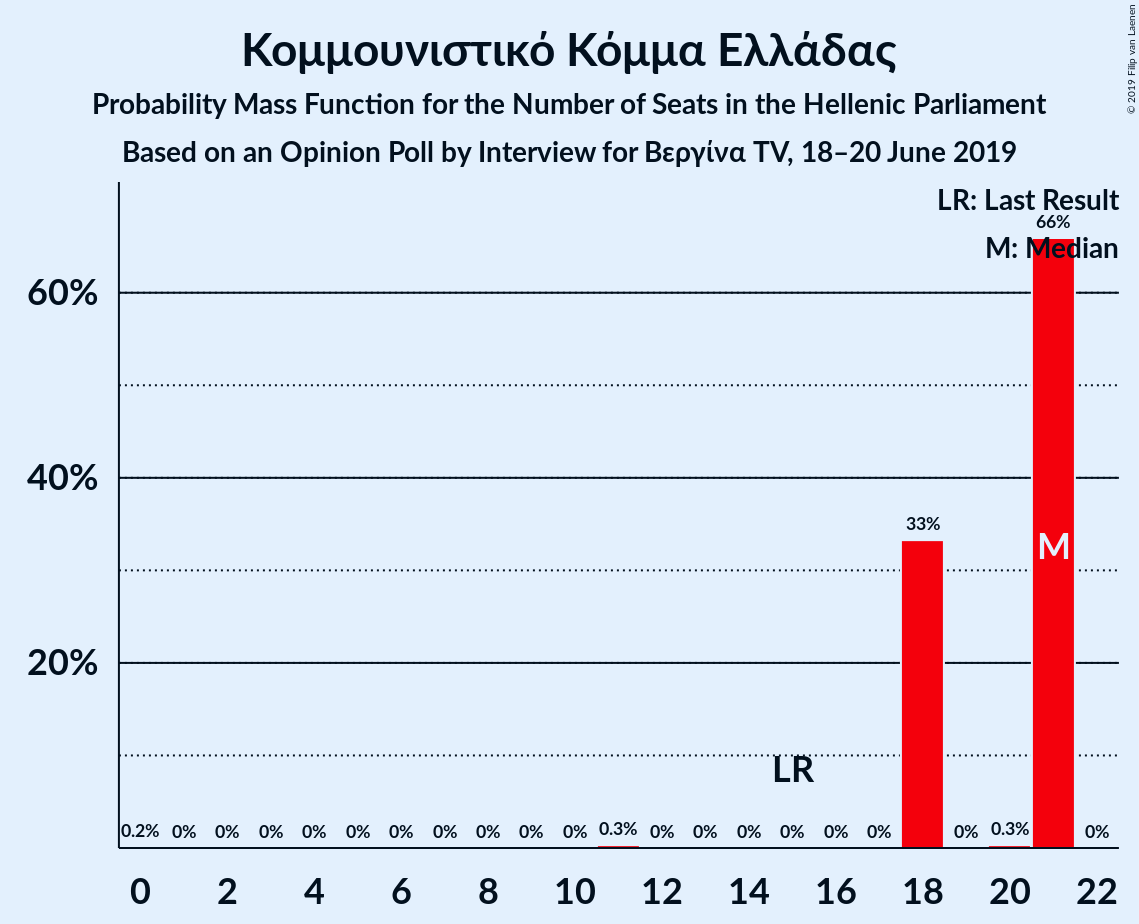 Κομμουνιστικό Κόμμα Ελλάδας
Probability Mass Function for the Number of Seats in the Hellenic Parliament
Based on an Opinion Poll by Interview for Βεργίνα TV, 18–20 June 2019
© 2019 Filip van Laenen
LR: Last Result
66%
M: Median
60%
40%
33%
M
20%
LR
0.2% 0% 0% 0% 0% 0% 0% 0% 0% 0% 0% 0.3% 0% 0% 0% 0% 0% 0% 0% 0.3% 0%
0 2 4 6 8 10 12 14 16 18 20 22